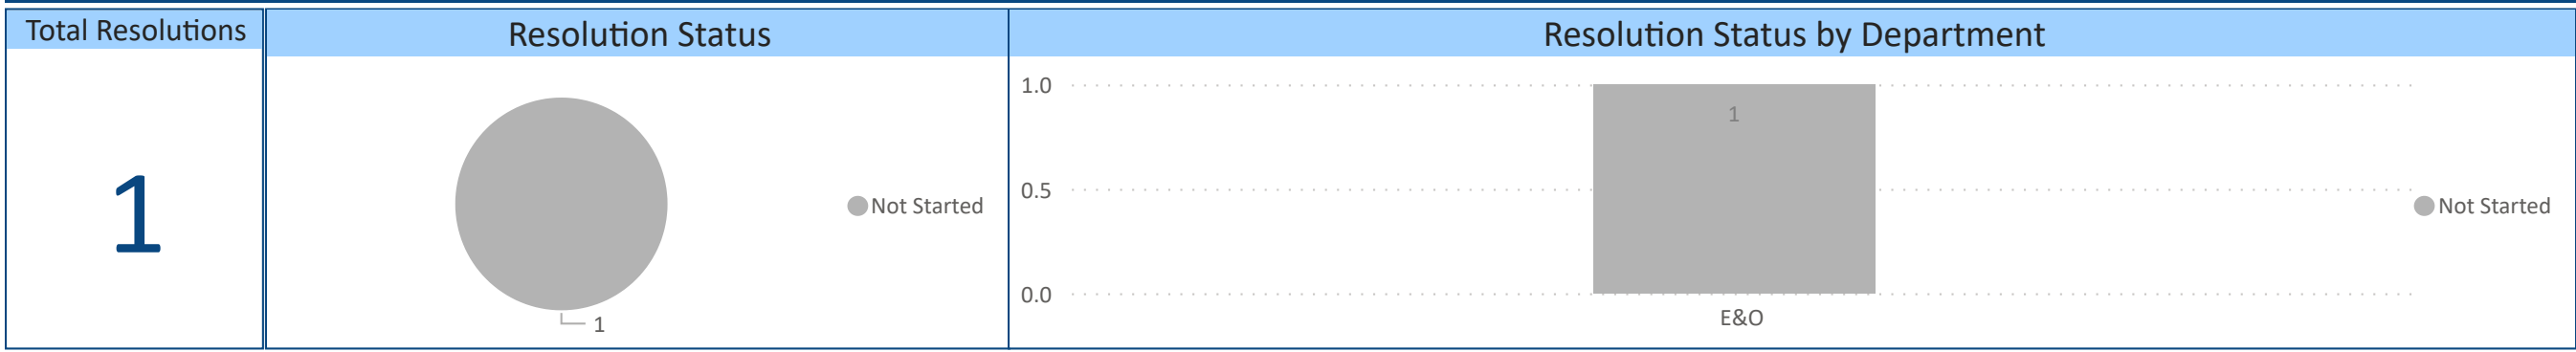 Total Resolutions
1
Resolution Status
1
Not Started
Resolution Status by Department
1.0
0.5
0.0
1
E&O
Not Started